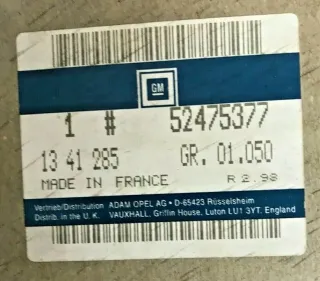 GM
1 # 52475377
13 41 285 GR. 01.050
MADE IN FRANCE R 2.98
Vertrieb/Distribution ADAM OPEL AG • D-65423 Rüsselsheim
Distrib. in the U.K. VAUXHALL, Griffin House, Luton LU1 3YT, England